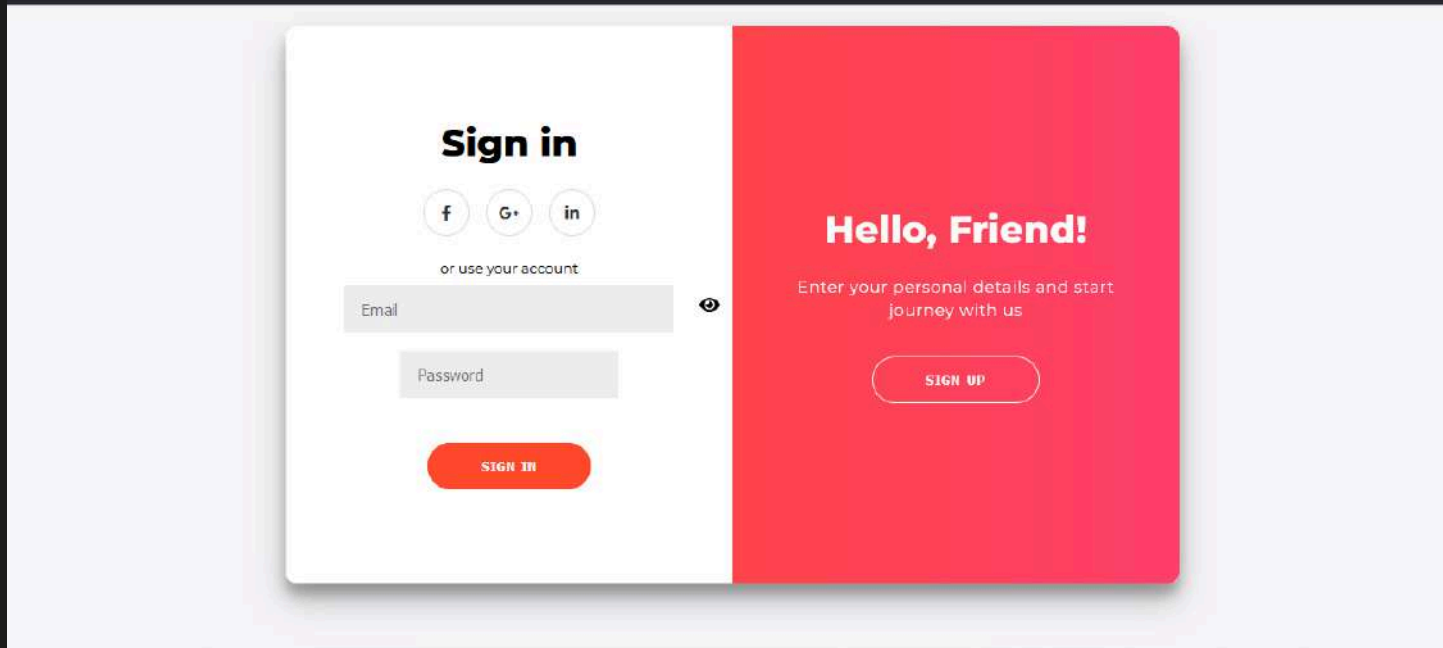 Sign in
f G+ in
or use your account
Email
Password
SIGN IN
Hello, Friend!
Enter your personal details and start
journey with us
SIGN UP